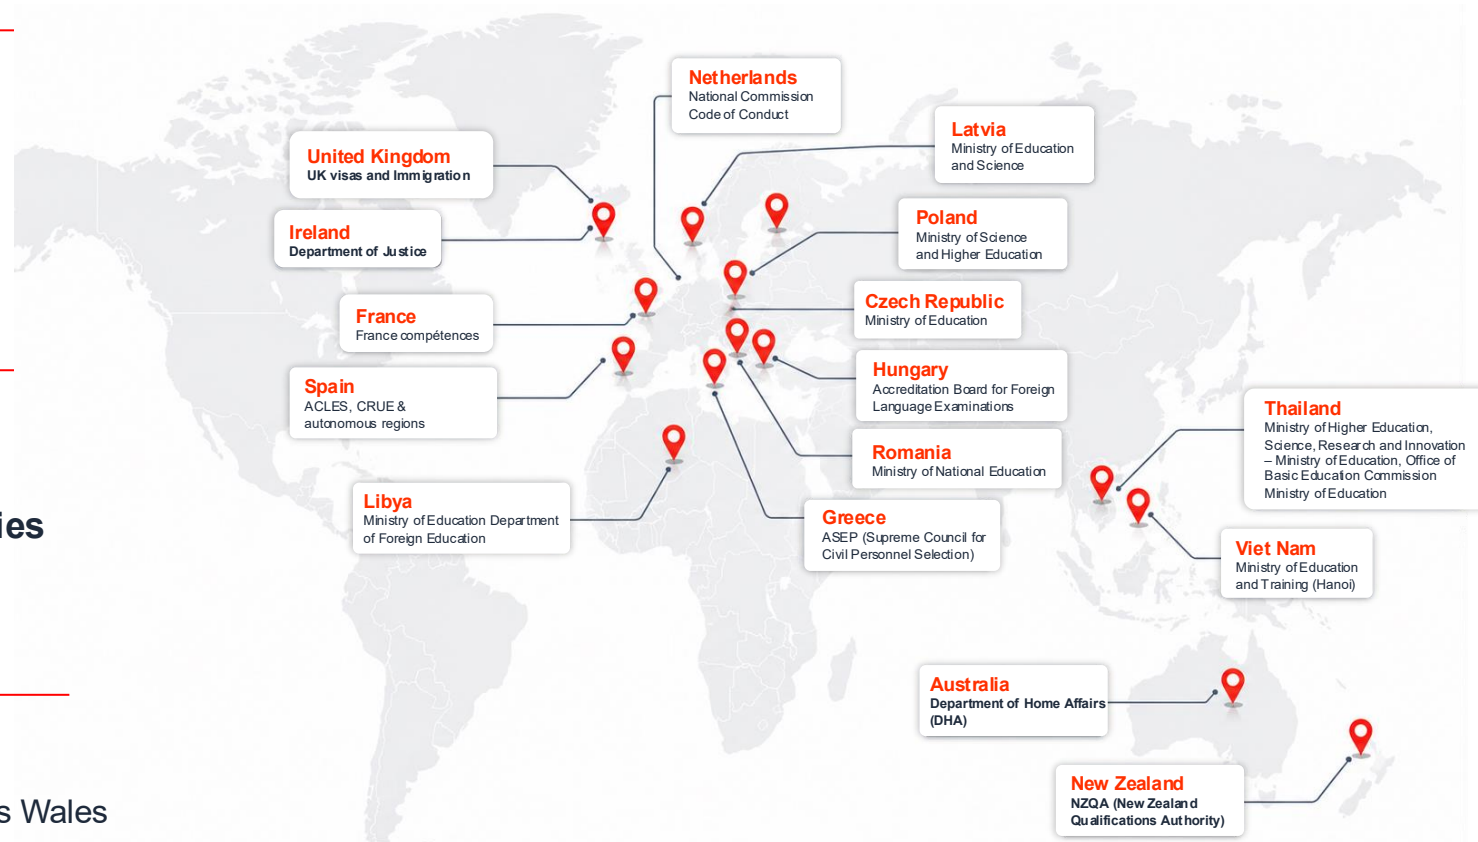 Netherlands
National Commission
Code of Conduct
Latvia
Ministry of Education
and Science
United Kingdom
UK visas and Immigration
Ireland
Department of Justice
Poland
Ministry of Science
and Higher Education
France
France compétences
Czech Republic
Ministry of Education
Spain
ACLES, CRUE &
autonomous regions
Hungary
Accreditation Board for Foreign
Language Examinations
Thailand
Ministry of Higher Education,
Science, Research and Innovation
– Ministry of Education, Office of
Basic Education Commission
Ministry of Education
Romania
Ministry of National Education
Libya
Ministry of Education Department
of Foreign Education
Greece
ASEP (Supreme Council for
Civil Personnel Selection)
ies
Viet Nam
Ministry of Education
and Training (Hanoi)
Australia
Department of Home Affairs
(DHA)
New Zealand
NZQA (New Zealand
Qualifications Authority)
s Wales